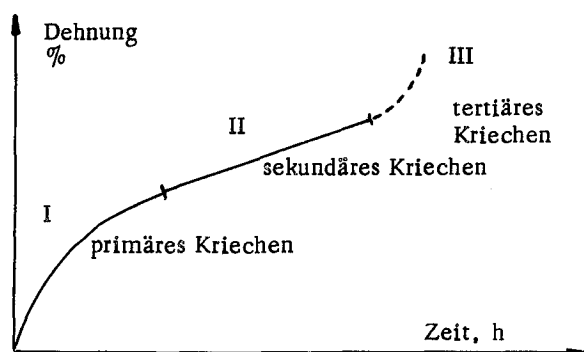 Dehnung
%
III
tertiäres
Kriechen
II
sekundäres Kriechen
I
primäres Kriechen
Zeit, h